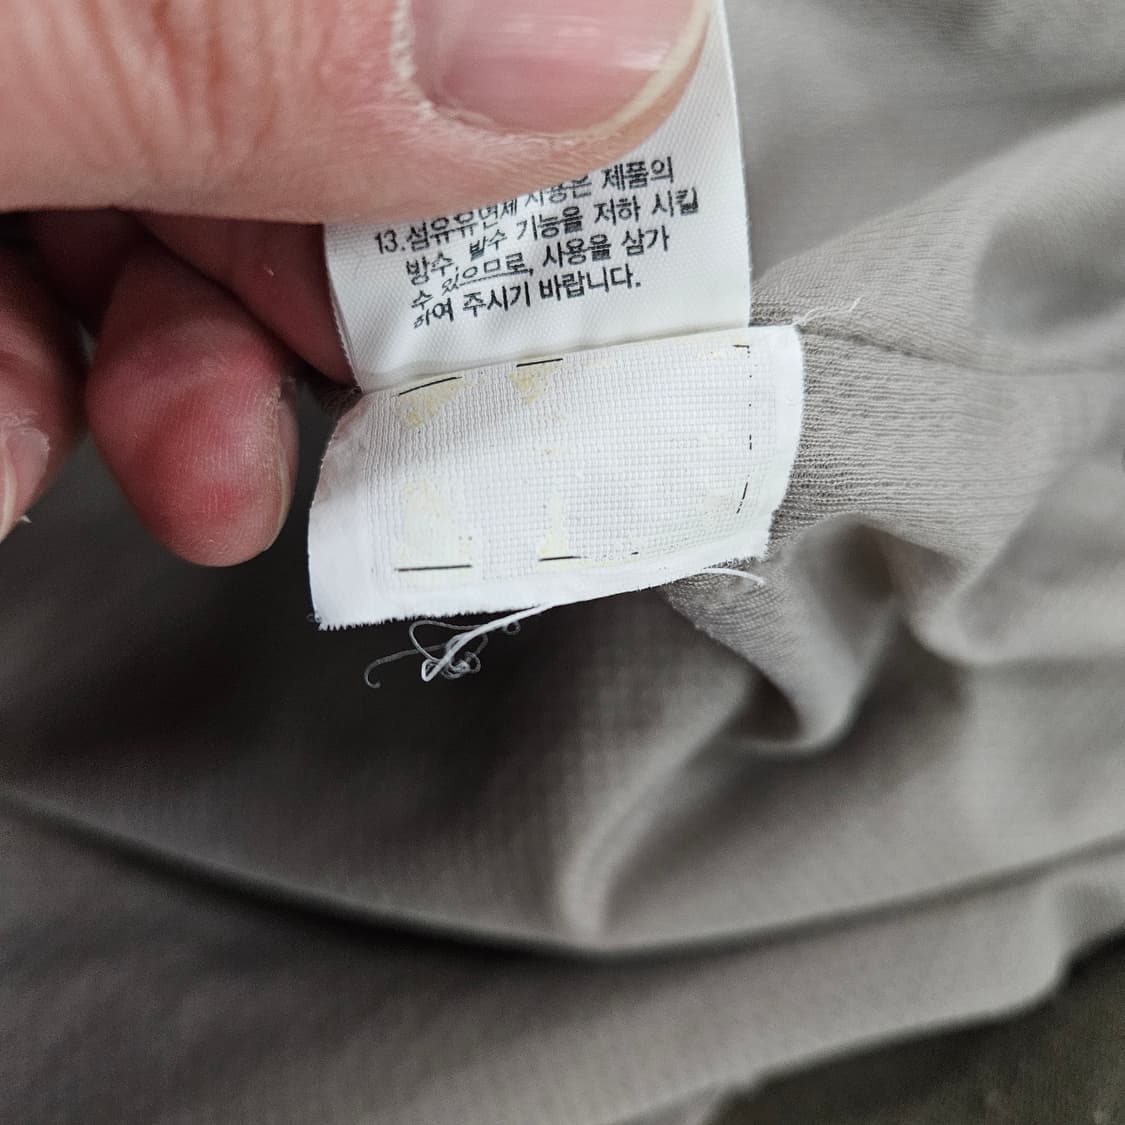 사용은 제품의
13.섬유유연제
방수, 발수 기능을 저하 시킬
수 있으므로, 사용을 삼가
하여 주시기 바랍니다.